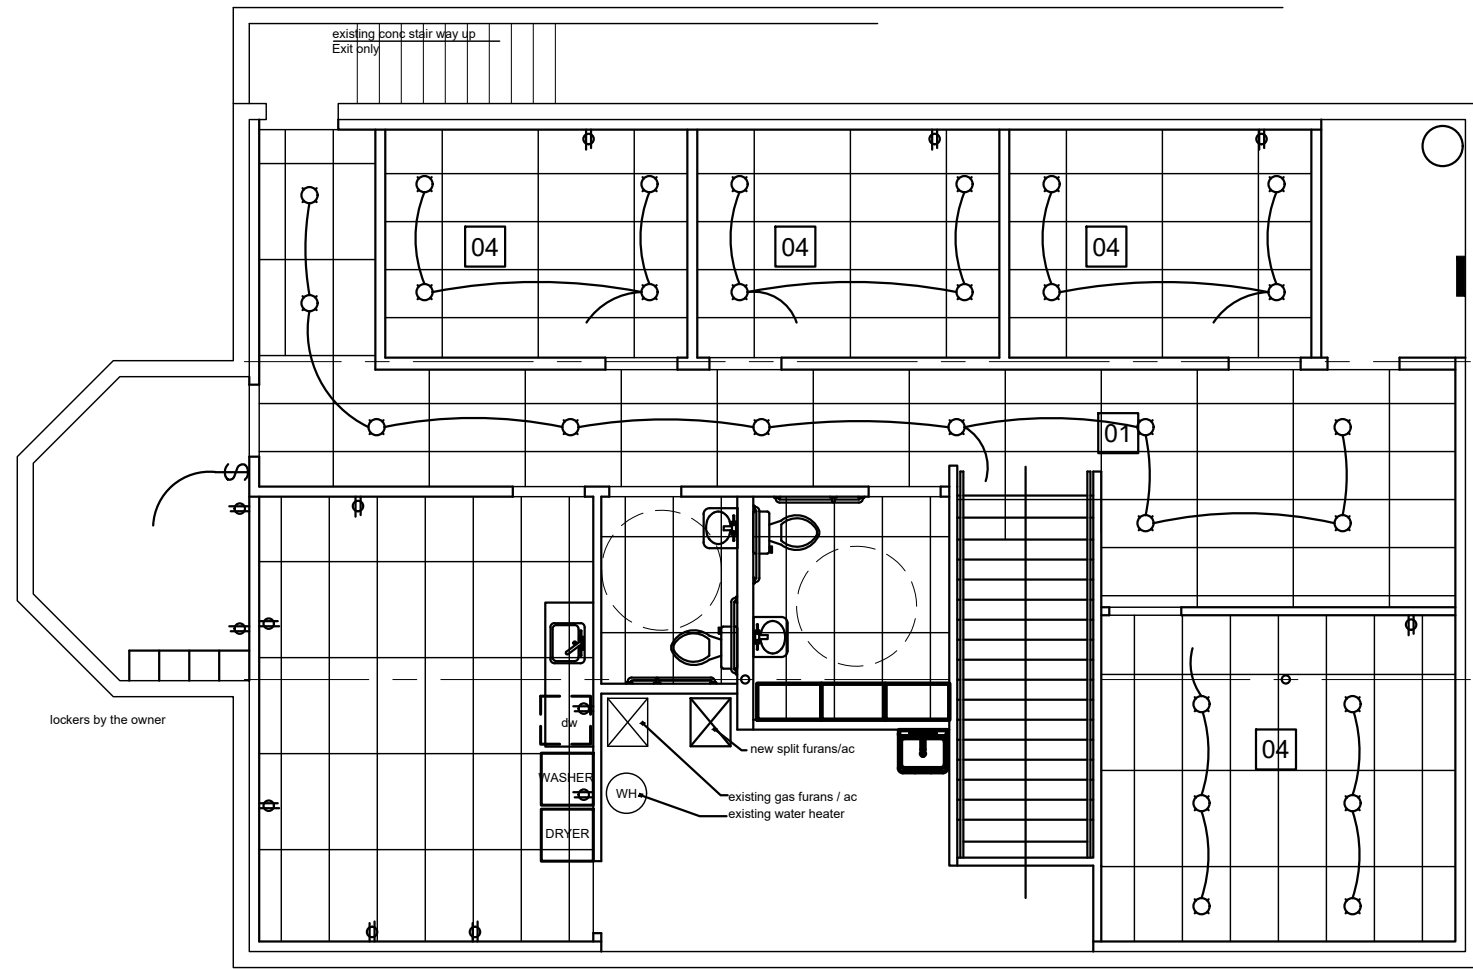 existing conc stair way up
Exit only
04
04
04
01
S
lockers by the owner
dw
new split furans/ac
WASHER
WH
existing gas furans / ac
existing water heater
DRYER
04